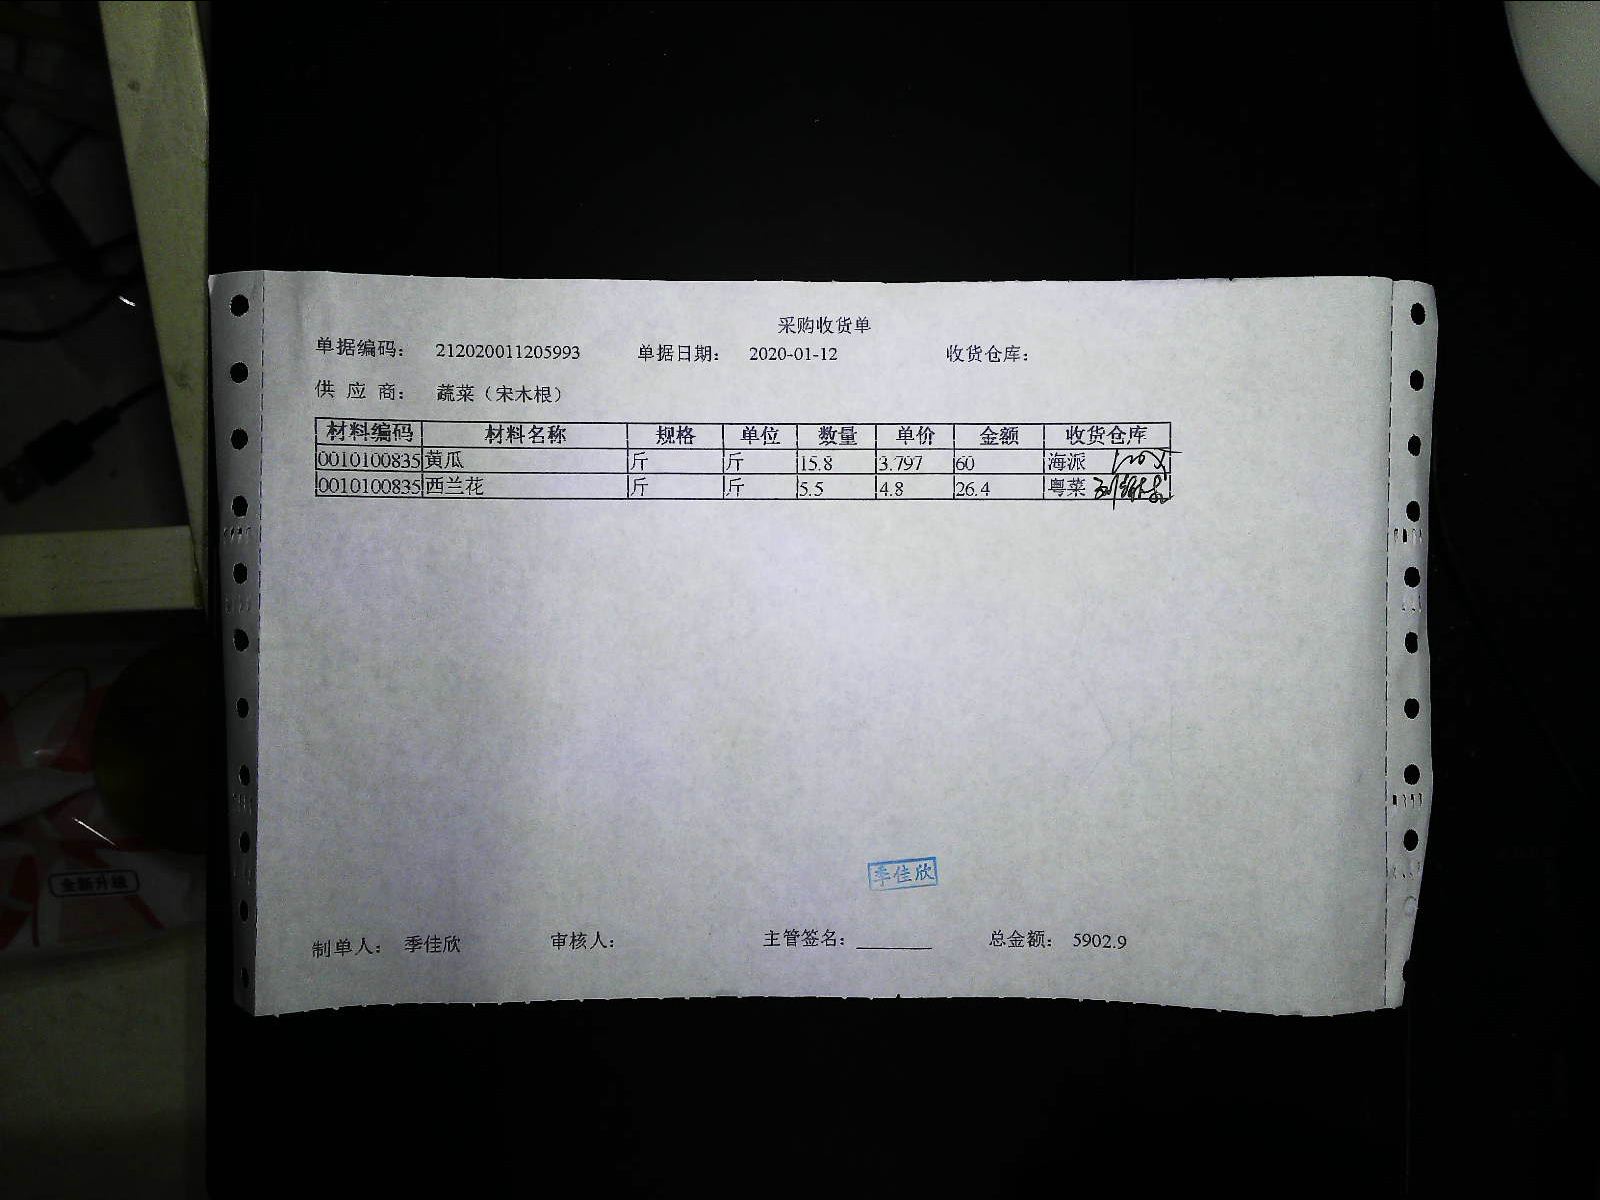 采购收货单
单据编码： 212020011205993 单据日期： 2020-01-12 收货仓库：
供 应 商： 蔬菜（宋木根）
材料编码 材料名称 规格 单位 数量 单价 金额 收货仓库
0010100835 黄瓜 斤 斤 15.8 3.797 60 海派
0010100835 西兰花 斤 斤 5.5 4.8 26.4 粤菜
季佳欣
制单人： 季佳欣 审核人： 主管签名： 总金额： 5902.9
全新升级